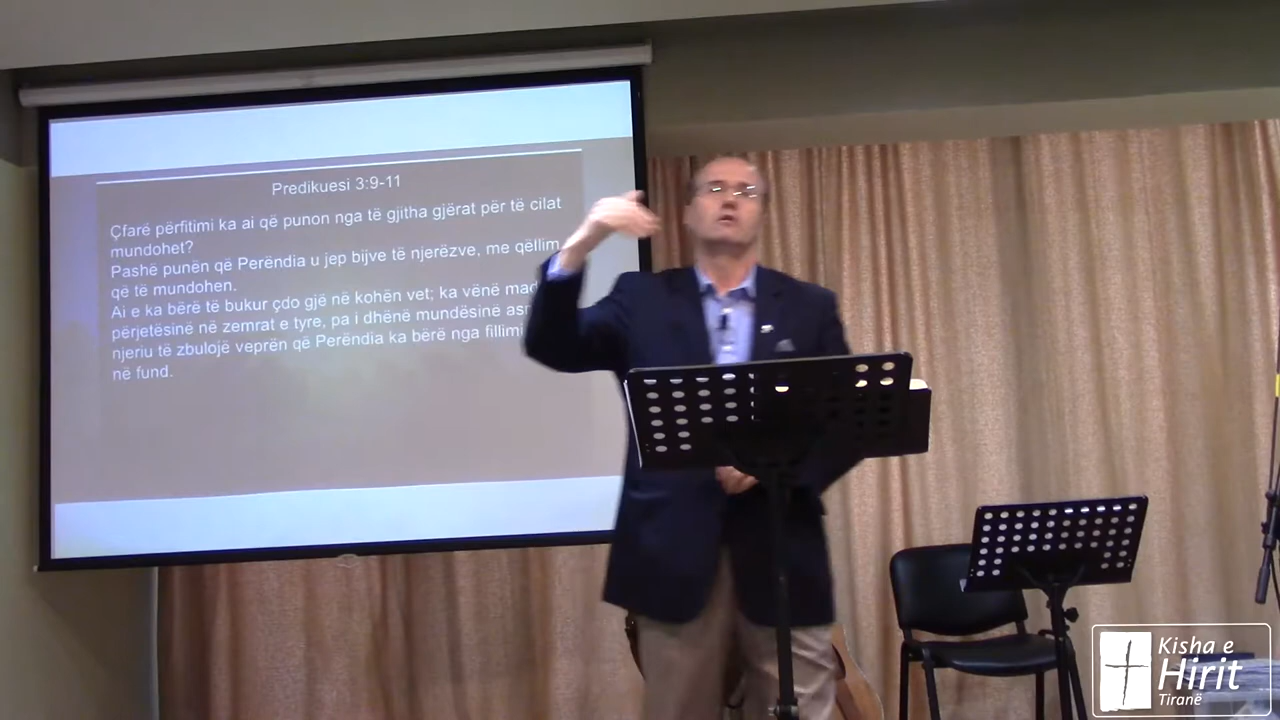 Predikuesi 3:9-11
Çfarë përfitimi ka ai që punon nga të gjitha gjërat për të cilat
mundohet?
Pashë punën që Perëndia u jep bijve të njerëzve, me qëllim
që të mundohen.
Ai e ka bërë të bukur çdo gjë në kohën vet; ka vënë
përjetësinë në zemrat e tyre, pa i dhënë mundësinë
njeriu të zbulojë veprën që Perëndia ka bërë nga
në fund.
Kisha e
Hirit
Tiranë